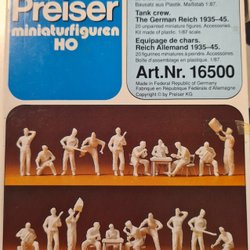 Preiser
miniaturfiguren
HO
Bausatz aus Plastik. Maßstab 1:87.
Tank crew.
The German Reich 1935-45.
20 unpainted miniature figures. Accessories.
Kit made of plastic. 1/87 scale.
Equipage de chars.
Reich Allemand 1935-45.
20 figurines miniatures à peindre. Accessoires.
Boîte d'assemblage en plastique. 1/87.
Art.Nr. 16500
Made in Federal Republic of Germany
Fabriqué en République Fédérale d'Allemagne
Copyright © by Preiser KG